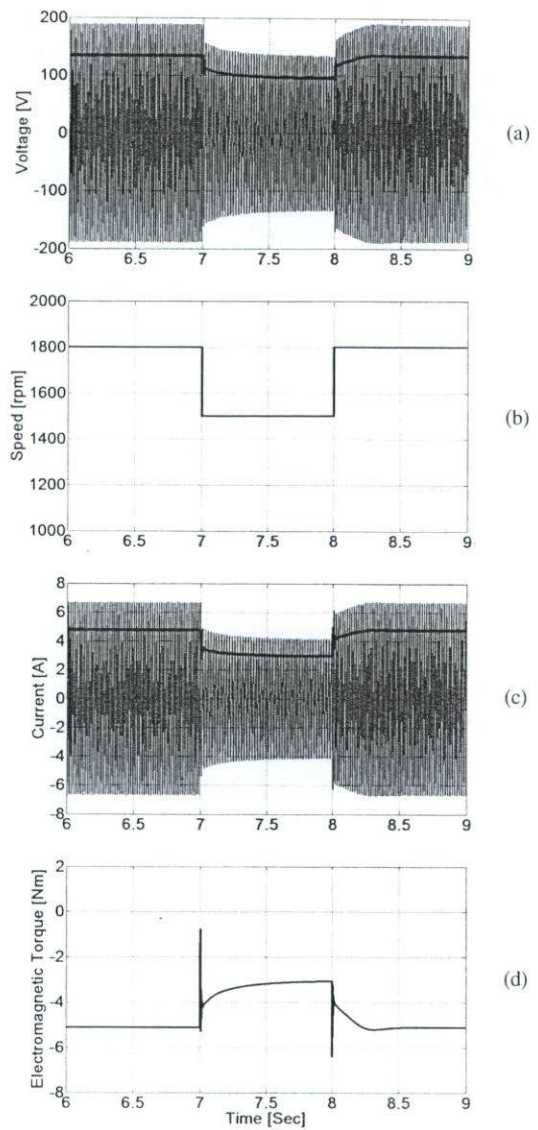 200
100
0
-100
-200
Voltage [V]
6 6.5 7 7.5 8 8.5 9
(a)
2000
1800
1600
1400
1200
1000
Speed [rpm]
6 6.5 7 7.5 8 8.5 9
(b)
8
6
4
2
0
-2
-4
-6
-8
Current [A]
6 6.5 7 7.5 8 8.5 9
(c)
2
0
-2
-4
-6
-8
Electromagnetic Torque [Nm]
6 6.5 7 7.5 8 8.5 9
Time [Sec]
(d)